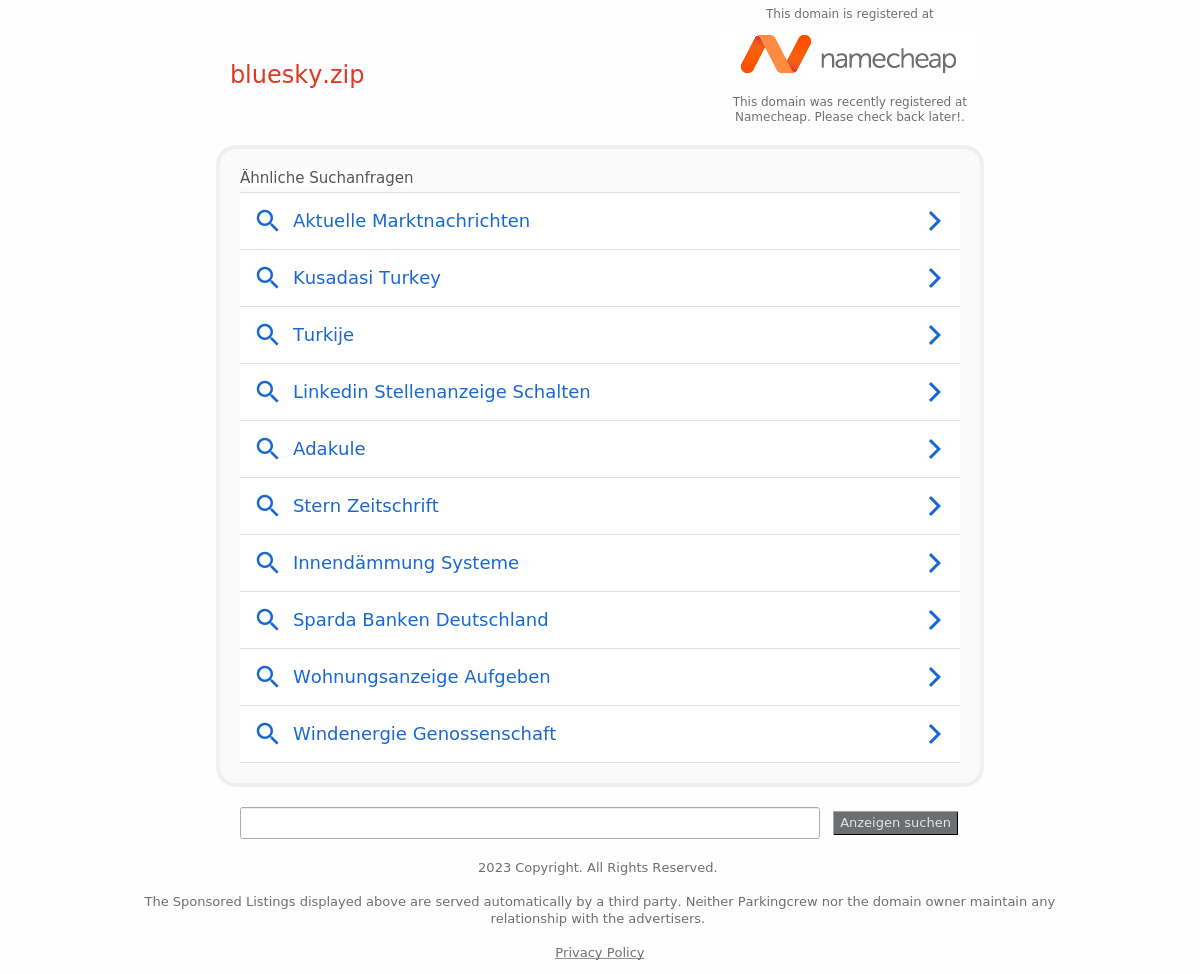 This domain is registered at
namecheap
bluesky.zip
This domain was recently registered at
Namecheap. Please check back later!.
Ähnliche Suchanfragen
Aktuelle Marktnachrichten
Kusadasi Turkey
Turkije
Linkedin Stellenanzeige Schalten
Adakule
Stern Zeitschrift
Innendämmung Systeme
Sparda Banken Deutschland
Wohnungsanzeige Aufgeben
Windenergie Genossenschaft
Anzeigen suchen
2023 Copyright. All Rights Reserved.
The Sponsored Listings displayed above are served automatically by a third party. Neither Parkingcrew nor the domain owner maintain any
relationship with the advertisers.
Privacy Policy